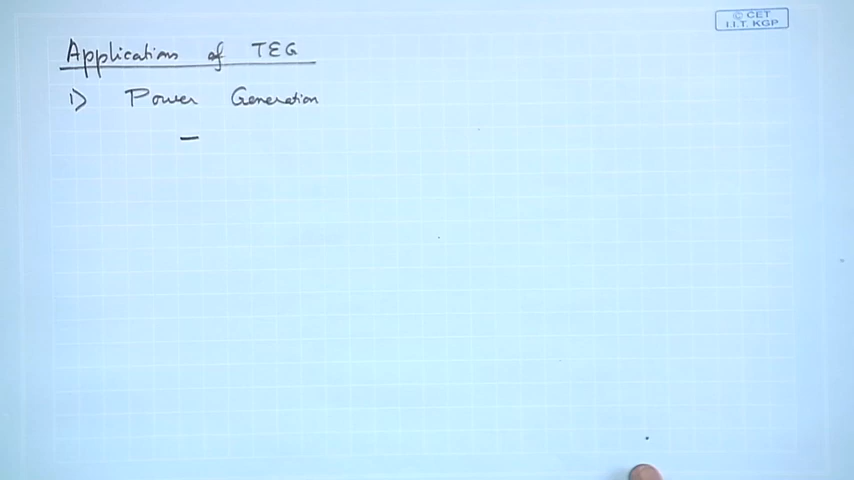 © CET
I.I.T. KGP
Applications of TEG
1) Power Generation
–